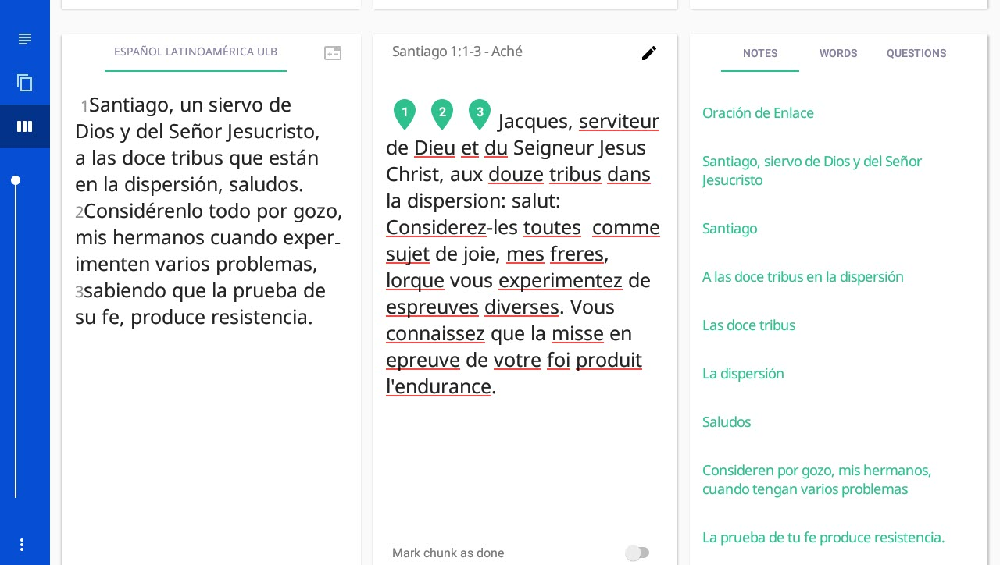 ESPAÑOL LATINOAMÉRICA ULB
1Santiago, un siervo de
Dios y del Señor Jesucristo,
a las doce tribus que están
en la dispersión, saludos.
2Considérenlo todo por gozo,
mis hermanos cuando exper-
imenten varios problemas,
3sabiendo que la prueba de
su fe, produce resistencia.
Santiago 1:1-3 - Aché
1 2 3 Jacques, serviteur
de Dieu et du Seigneur Jesus
Christ, aux douze tribus dans
la dispersion: salut:
Considerez-les toutes  comme
sujet de joie, mes freres,
lorque vous experimentez de
espreuves diverses. Vous
connaissez que la misse en
epreuve de votre foi produit
l'endurance.
Mark chunk as done
NOTES WORDS QUESTIONS
Oración de Enlace
Santiago, siervo de Dios y del Señor
Jesucristo
Santiago
A las doce tribus en la dispersión
Las doce tribus
La dispersión
Saludos
Consideren por gozo, mis hermanos,
cuando tengan varios problemas
La prueba de tu fe produce resistencia.